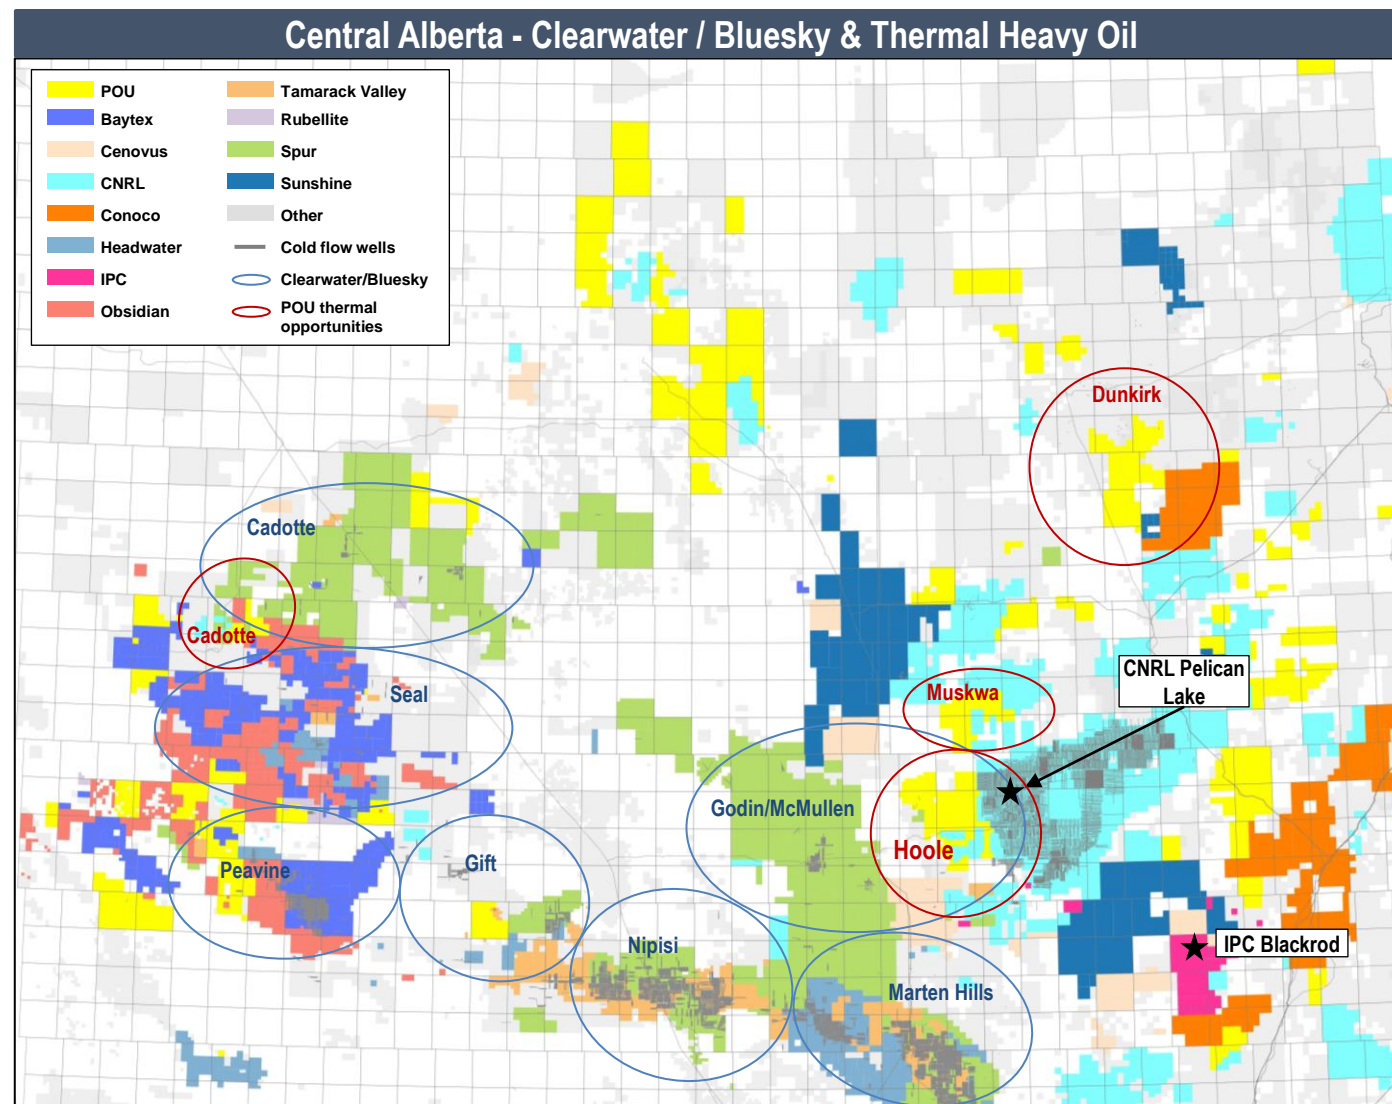 Central Alberta - Clearwater / Bluesky & Thermal Heavy Oil
POU
Baytex
Cenovus
CNRL
Conoco
Headwater
IPC
Obsidian
Tamarack Valley
Rubellite
Spur
Sunshine
Other
Cold flow wells
Clearwater/Bluesky
POU thermal
opportunities
Dunkirk
Cadotte
Cadotte
Seal
Muskwa
CNRL Pelican
Lake
Godin/McMullen
Hoole
Peavine
Gift
Nipisi
IPC Blackrod
Marten Hills